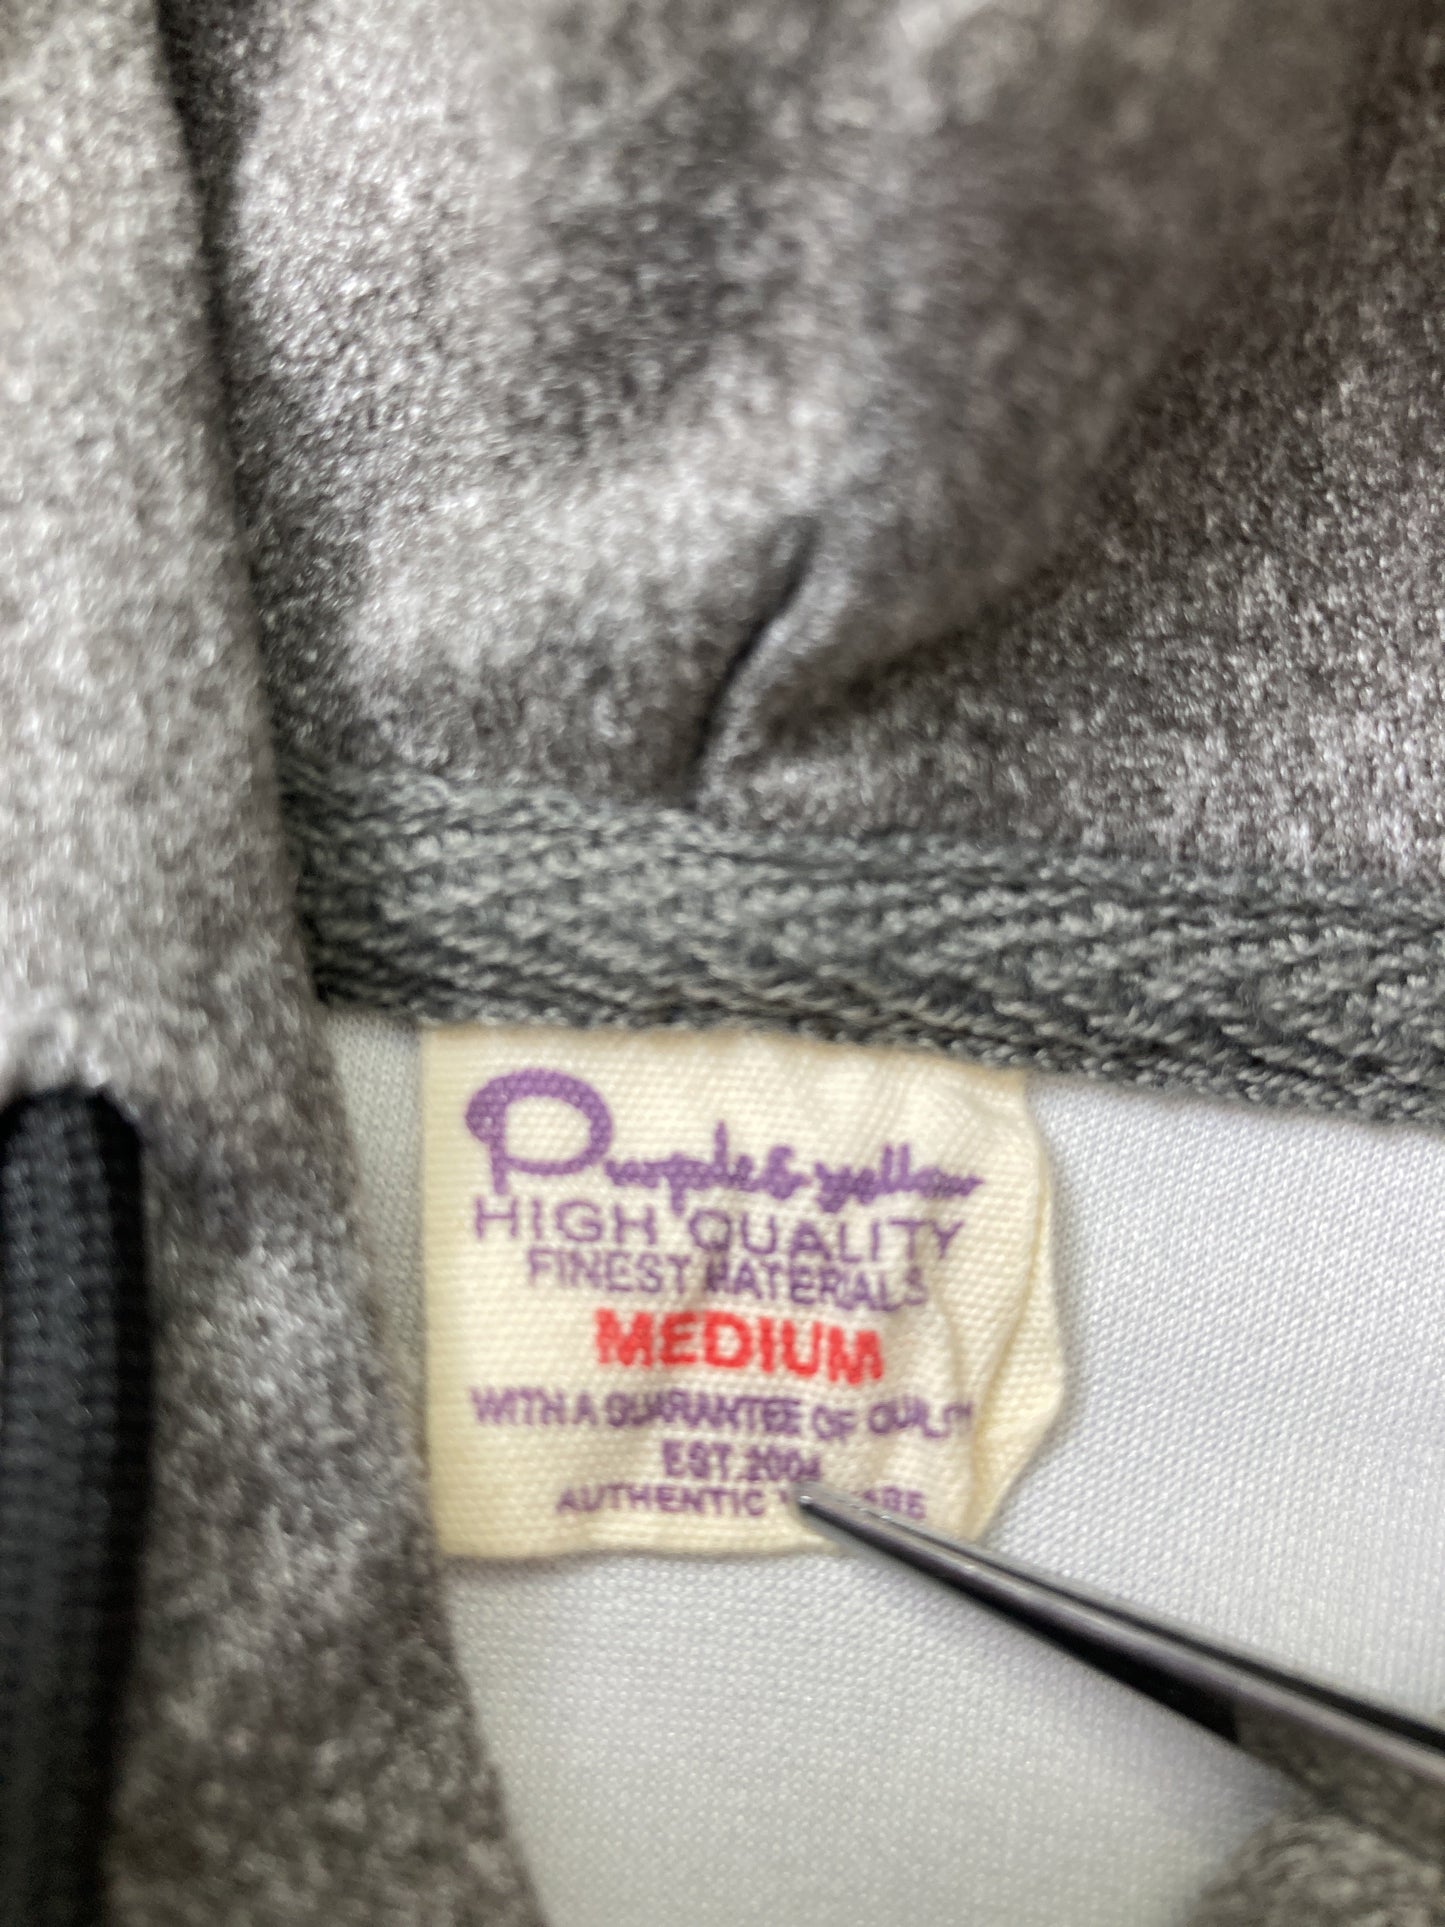 Purple & yellow
HIGH QUALITY
FINEST MATERIALS
MEDIUM
WITH A GUARANTEE OF QUALITY
EST.2004
AUTHENTIC